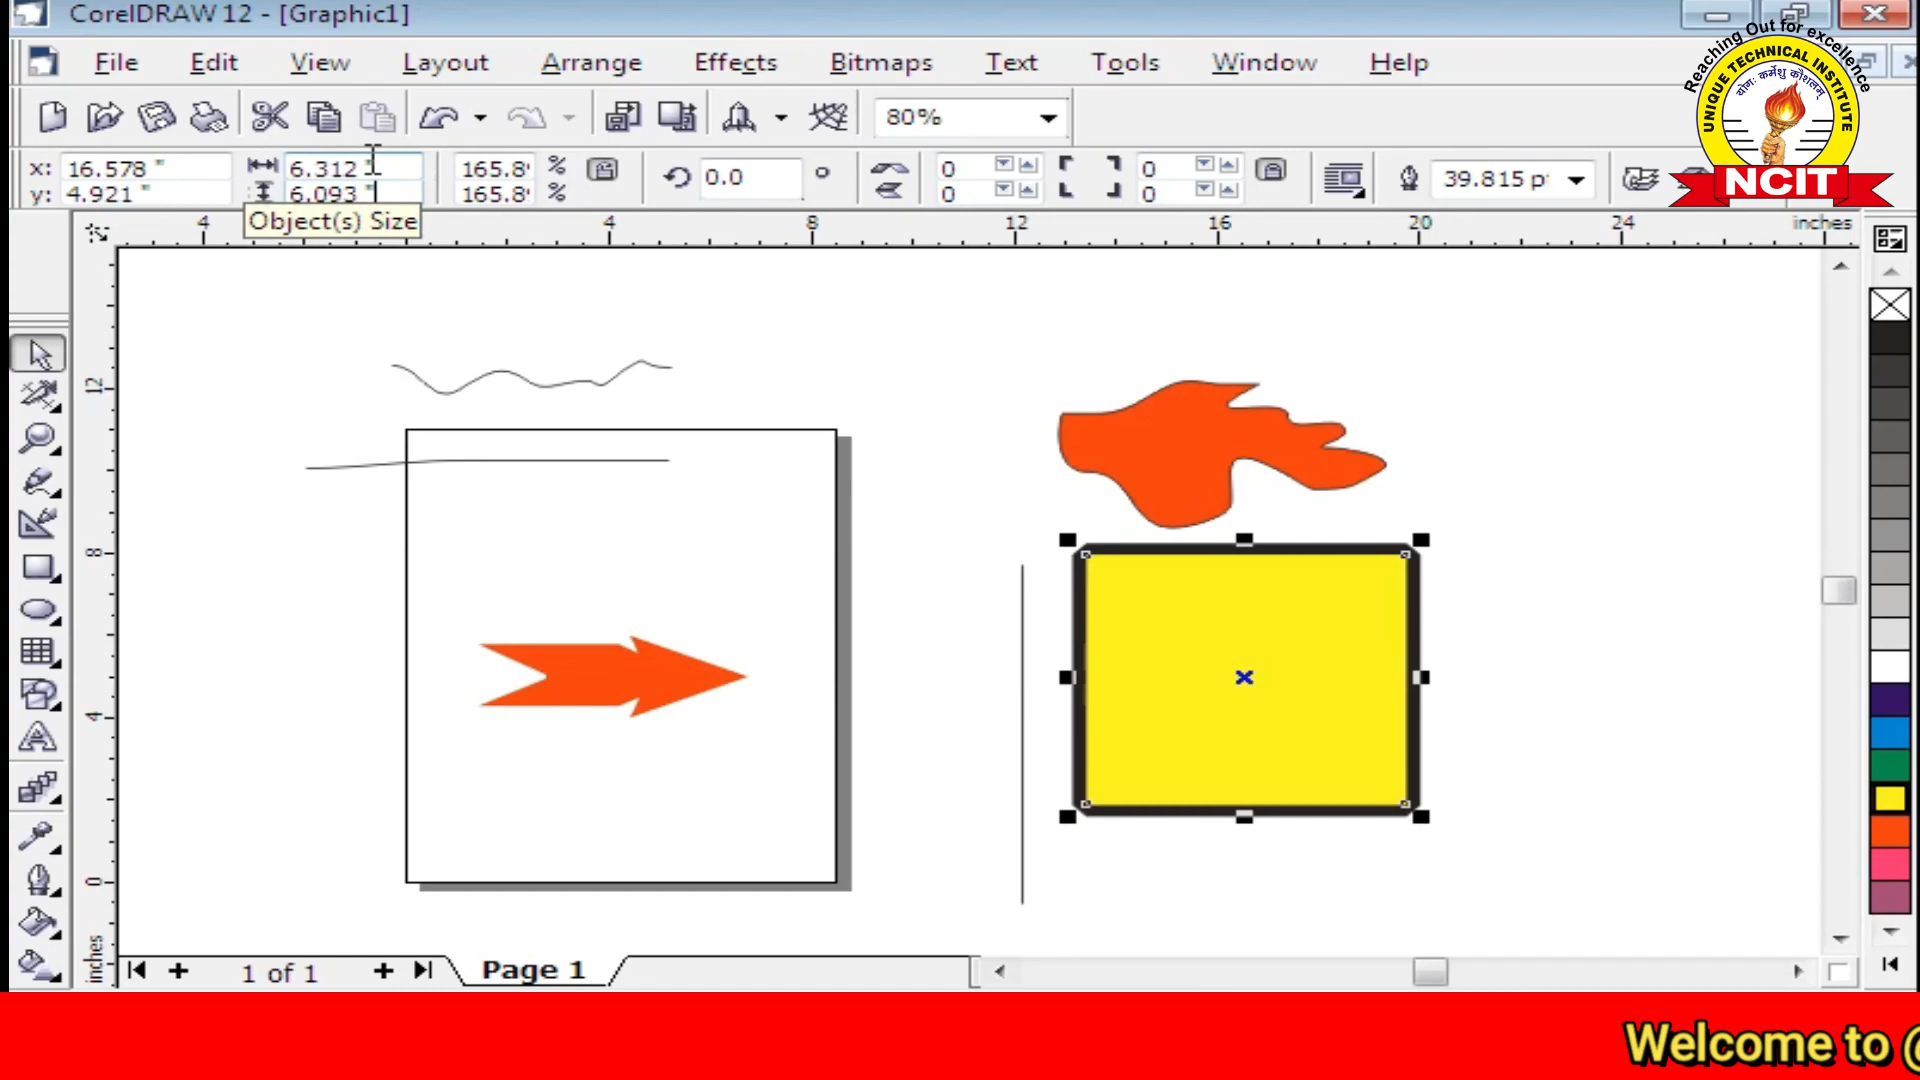 CorelDRAW 12 - [Graphic1]
File Edit View Layout Arrange Effects Bitmaps Text Tools Window Help
Reaching Out for excellence
UNIQUE TECHNICAL INSTITUTE
योगः कर्मसु कौशलम्
NCIT
80%
x: 16.578 " 6.312 " 165.8 % 0.0 ° 0 0 39.815 p
y: 4.921 " 6.093 " 165.8 % 0 0
Object(s) Size
4 4 8 12 16 20 24 inches
12
8
4
0
inches
1 of 1 Page 1
Welcome to @